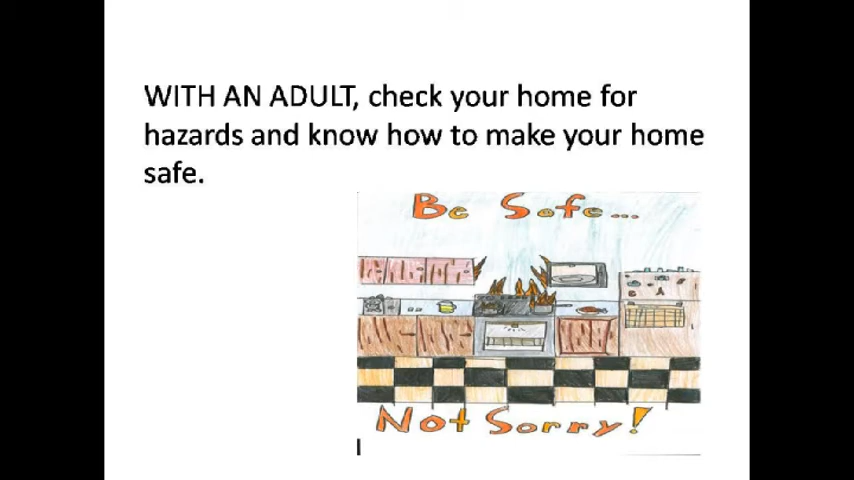 WITH AN ADULT, check your home for
hazards and know how to make your home
safe.
Be Safe...
Not Sorry!